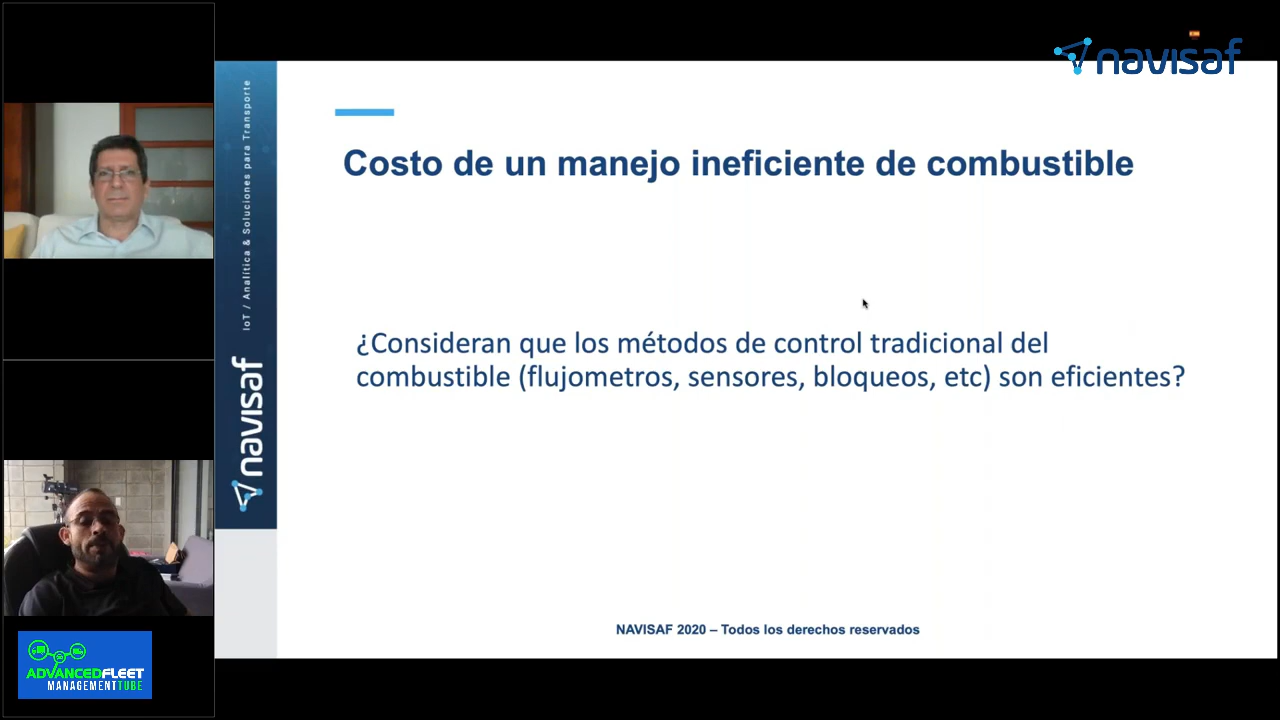 navisaf
IoT / Analítica & Soluciones para Transporte
navisaf
Costo de un manejo ineficiente de combustible
¿Consideran que los métodos de control tradicional del
combustible (flujometros, sensores, bloqueos, etc) son eficientes?
NAVISAF 2020 – Todos los derechos reservados
ADVANCEDFLEET
MANAGEMENTTUBE